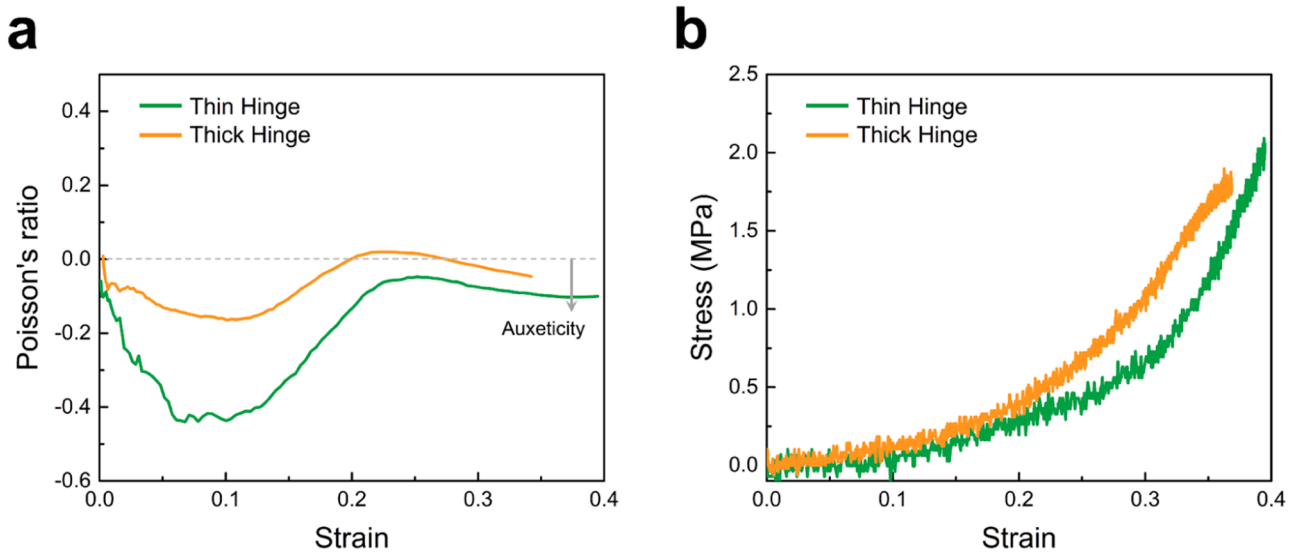 a
Thin Hinge
Thick Hinge
0.4
0.2
0.0
-0.2
-0.4
-0.6
Poisson's ratio
Auxeticity
0.0 0.1 0.2 0.3 0.4
Strain
b
Thin Hinge
Thick Hinge
2.5
2.0
1.5
1.0
0.5
0.0
Stress (MPa)
0.0 0.1 0.2 0.3 0.4
Strain